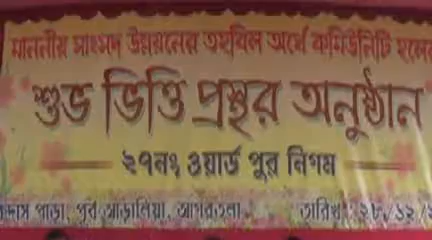 মাননীয় সাংসদ উন্নয়নের তহবিল অর্থে কমিউনিটি হলের
শুভ ভিত্তি প্রস্থর অনুষ্ঠান
২৭নং ওয়ার্ড পুর নিগম
দাস পাড়া, পূর্ব আড়ালিয়া, আগরতলা, তারিখ : ২৮/১২/